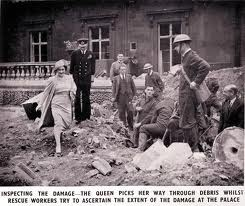 INSPECTING THE DAMAGE—THE QUEEN PICKS HER WAY THROUGH DEBRIS WHILST
RESCUE WORKERS TRY TO ASCERTAIN THE EXTENT OF THE DAMAGE AT THE PALACE